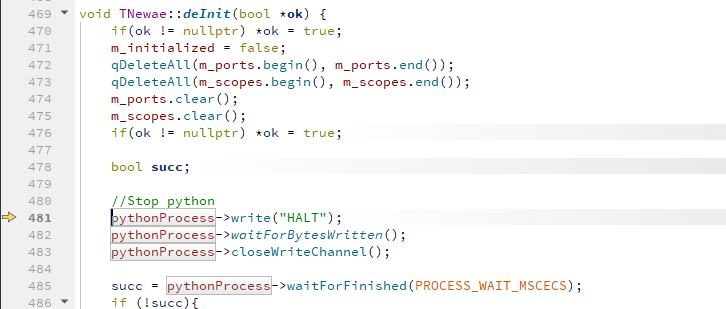 469 void TNewae::deInit(bool *ok) {
470 if(ok != nullptr) *ok = true;
471 m_initialized = false;
472 qDeleteAll(m_ports.begin(), m_ports.end());
473 qDeleteAll(m_scopes.begin(), m_scopes.end());
474 m_ports.clear();
475 m_scopes.clear();
476 if(ok != nullptr) *ok = true;
477
478 bool succ;
479
480 //Stop python
481 pythonProcess->write("HALT");
482 pythonProcess->waitForBytesWritten();
483 pythonProcess->closeWriteChannel();
484
485 succ = pythonProcess->waitForFinished(PROCESS_WAIT_MSCECS);
486 if (!succ){